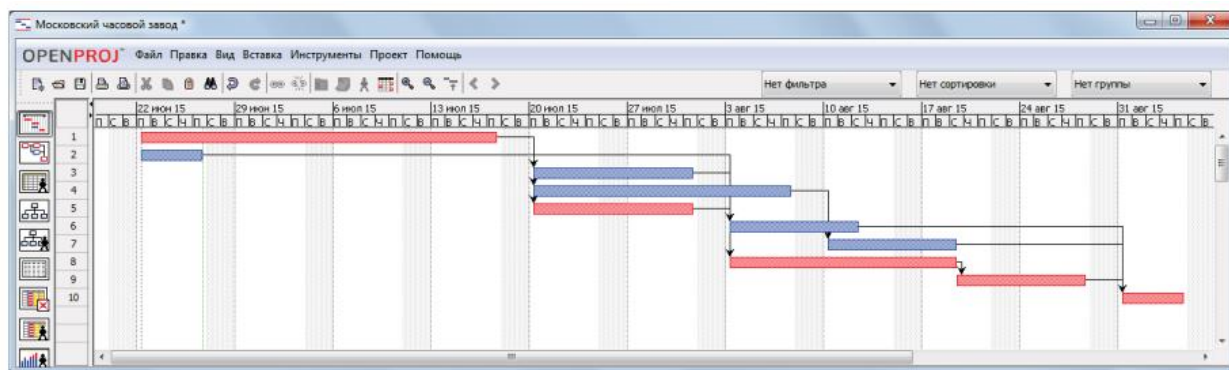 Московский часовой завод *
OPENPROJ™ Файл Правка Вид Вставка Инструменты Проект Помощь
Нет фильтра Нет сортировки Нет группы
22 июн 15 29 июн 15 6 июл 15 13 июл 15 20 июл 15 27 июл 15 3 авг 15 10 авг 15 17 авг 15 24 авг 15 31 авг 15
П С В П В С Ч П С В П В С Ч П С В П В С Ч П С В П В С Ч П С В П В С Ч П С В П В С Ч П С В П В С Ч П С В П В С Ч П С В П В С Ч П С В П В С Ч П С В П В С Ч П С В
1
2
3
4
5
6
7
8
9
10